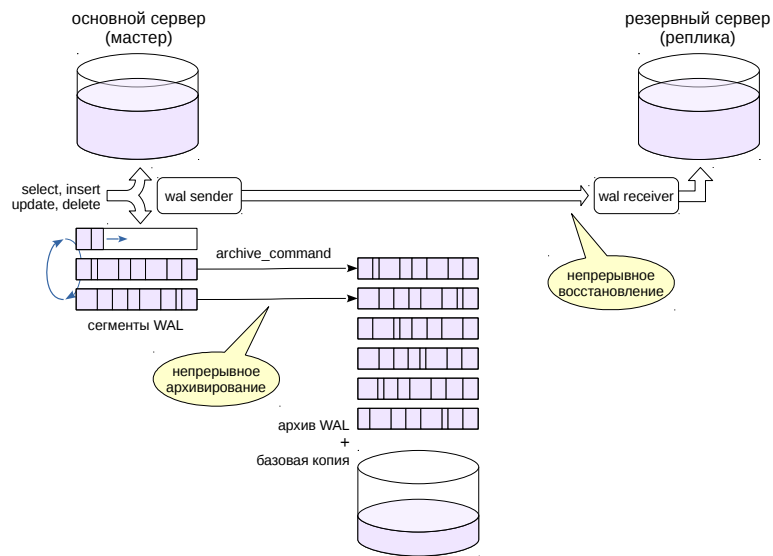 основной сервер
(мастер)
резервный сервер
(реплика)
select, insert
update, delete
wal sender
wal receiver
archive_command
непрерывное
восстановление
сегменты WAL
непрерывное
архивирование
архив WAL
+
базовая копия